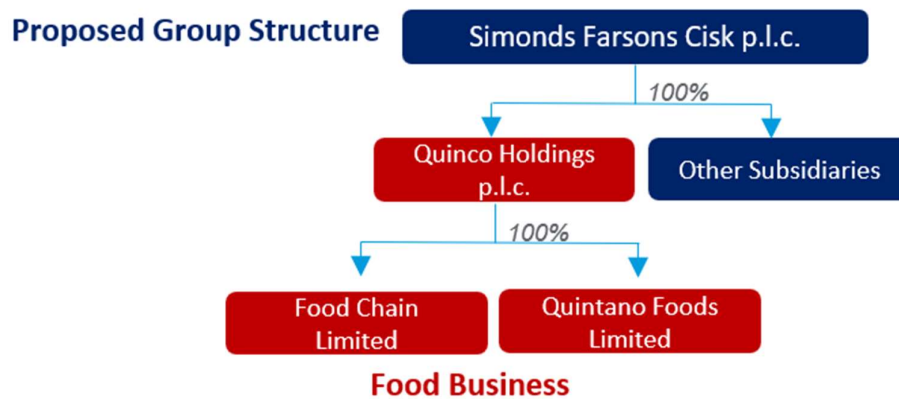 Proposed Group Structure
Simonds Farsons Cisk p.l.c.
100%
Quinco Holdings
p.l.c.
Other Subsidiaries
100%
Food Chain
Limited
Quintano Foods
Limited
Food Business